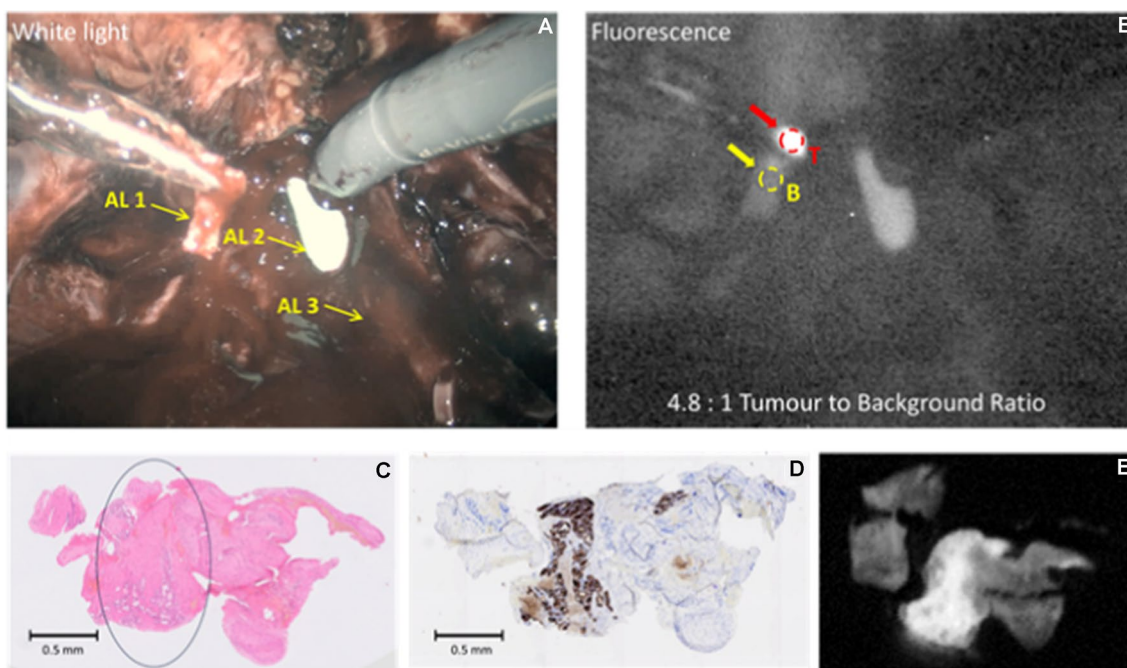 White light
A
AL 1
AL 2
AL 3
Fluorescence
B
T
B
4.8 : 1 Tumour to Background Ratio
C
0.5 mm
D
0.5 mm
E